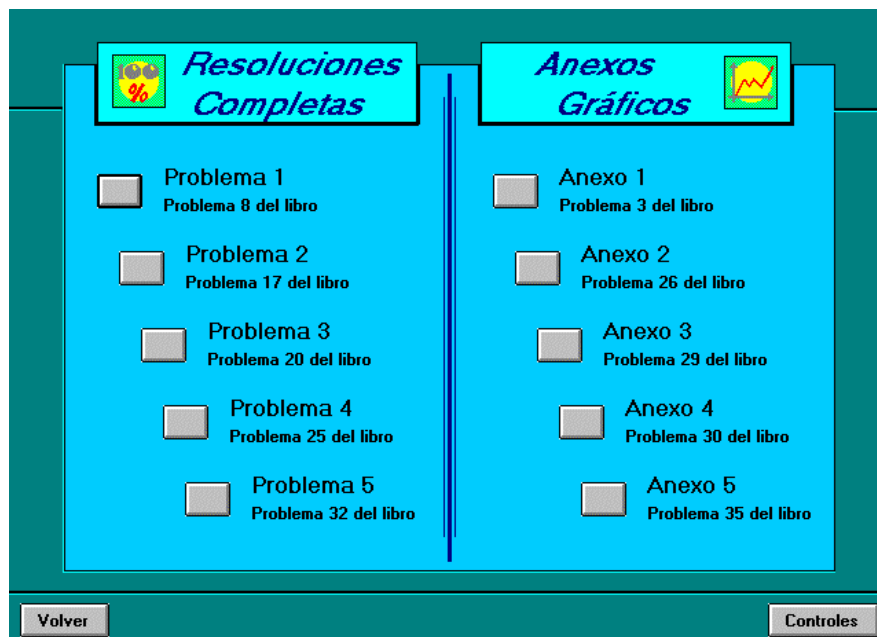 100
%
Resoluciones
Completas
Problema 1
Problema 8 del libro
Problema 2
Problema 17 del libro
Problema 3
Problema 20 del libro
Problema 4
Problema 25 del libro
Problema 5
Problema 32 del libro
Anexos
Gráficos
Anexo 1
Problema 3 del libro
Anexo 2
Problema 26 del libro
Anexo 3
Problema 29 del libro
Anexo 4
Problema 30 del libro
Anexo 5
Problema 35 del libro
Volver
Controles